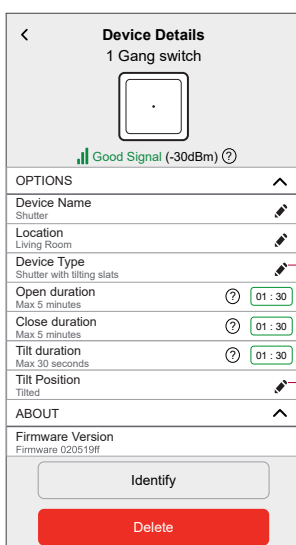 Device Details
1 Gang switch
Good Signal (-30dBm) ?
OPTIONS
Device Name
Shutter
Location
Living Room
Device Type
Shutter with tilting slats
Open duration
Max 5 minutes
? 01 : 30
Close duration
Max 5 minutes
? 01 : 30
Tilt duration
Max 30 seconds
? 01 : 30
Tilt Position
Tilted
ABOUT
Firmware Version
Firmware 020519ff
Identify
Delete